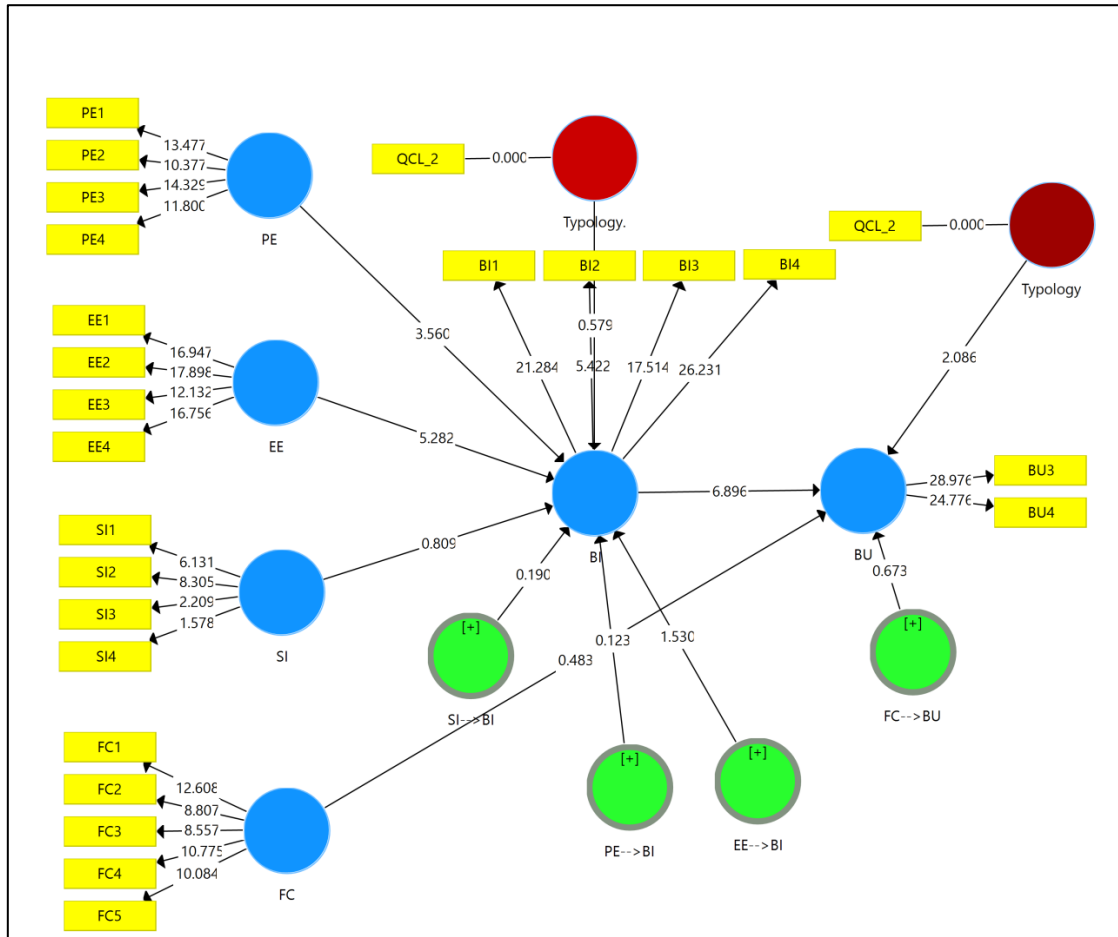 PE1
PE2
PE3
PE4
13.477
10.377
14.329
11.800
PE
QCL_2
0.000
Typology.
QCL_2
0.000
Typology
BI1
BI2
BI3
BI4
EE1
EE2
EE3
EE4
16.947
17.898
12.132
16.756
EE
3.560
5.282
0.579
21.284
5.422
17.514
26.231
2.086
SI1
SI2
SI3
SI4
6.131
8.305
2.209
1.578
SI
0.809
BI
6.896
BU
28.976
24.776
BU3
BU4
0.190
0.123
1.530
0.673
0.483
[+]
SI-->BI
[+]
FC-->BU
FC1
FC2
FC3
FC4
FC5
12.608
8.807
8.557
10.775
10.084
FC
[+]
PE-->BI
[+]
EE-->BI